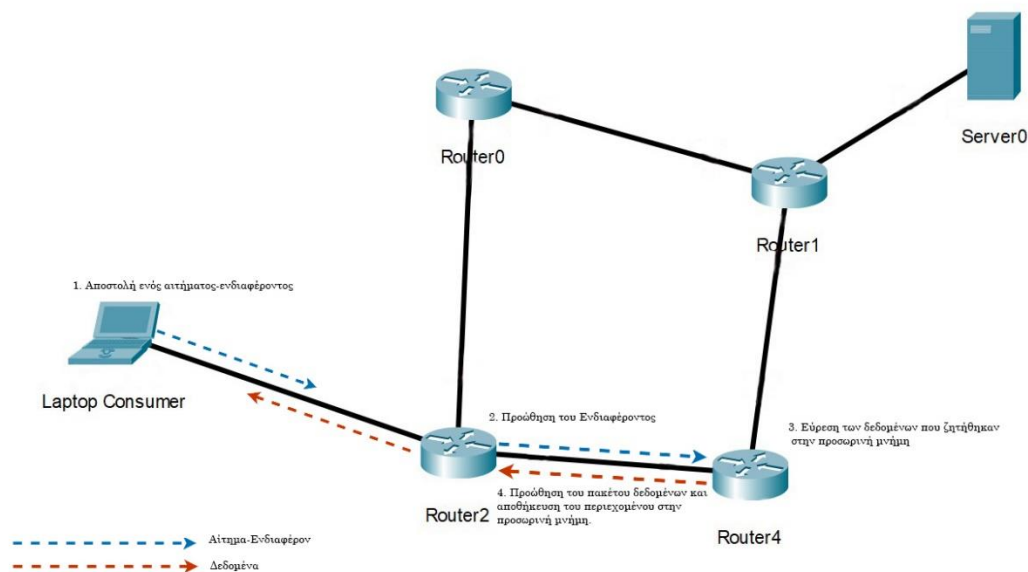 Server0
Router0
Router1
1. Αποστολή ενός αιτήματος-ενδιαφέροντος
Laptop Consumer
2. Προώθηση του Ενδιαφέροντος
3. Εύρεση των δεδομένων που ζητήθηκαν
στην προσωρινή μνήμη
4. Προώθηση του πακέτου δεδομένων και
αποθήκευση του περιεχομένου στην
προσωρινή μνήμη.
Router2
Router4
Αίτημα-Ενδιαφέρον
Δεδομένα